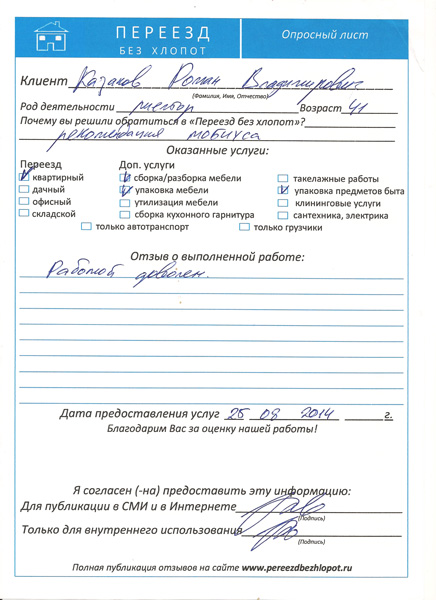 ПЕРЕЕЗД
БЕЗ ХЛОПОТ
Опросный лист
Клиент Казаков Роман Владимирович
(Фамилия, Имя, Отчество)
Род деятельности Возраст 41
Почему вы решили обратиться в «Переезд без хлопот»?
рекомендация мобиуса
Оказанные услуги:
Переезд Доп. услуги
квартирный сборка/разборка мебели такелажные работы
дачный упаковка мебели упаковка предметов быта
офисный утилизация мебели клининговые услуги
складской сборка кухонного гарнитура сантехника, электрика
только автотранспорт только грузчики
Отзыв о выполненной работе:
Работой доволен.
Дата предоставления услуг 25 08 2014 г.
Благодарим Вас за оценку нашей работы!
Я согласен (-на) предоставить эту информацию:
Для публикации в СМИ и в Интернете
(Подпись)
Только для внутреннего использования
(Подпись)
Полная публикация отзывов на сайте www.pereezdbezhlopot.ru